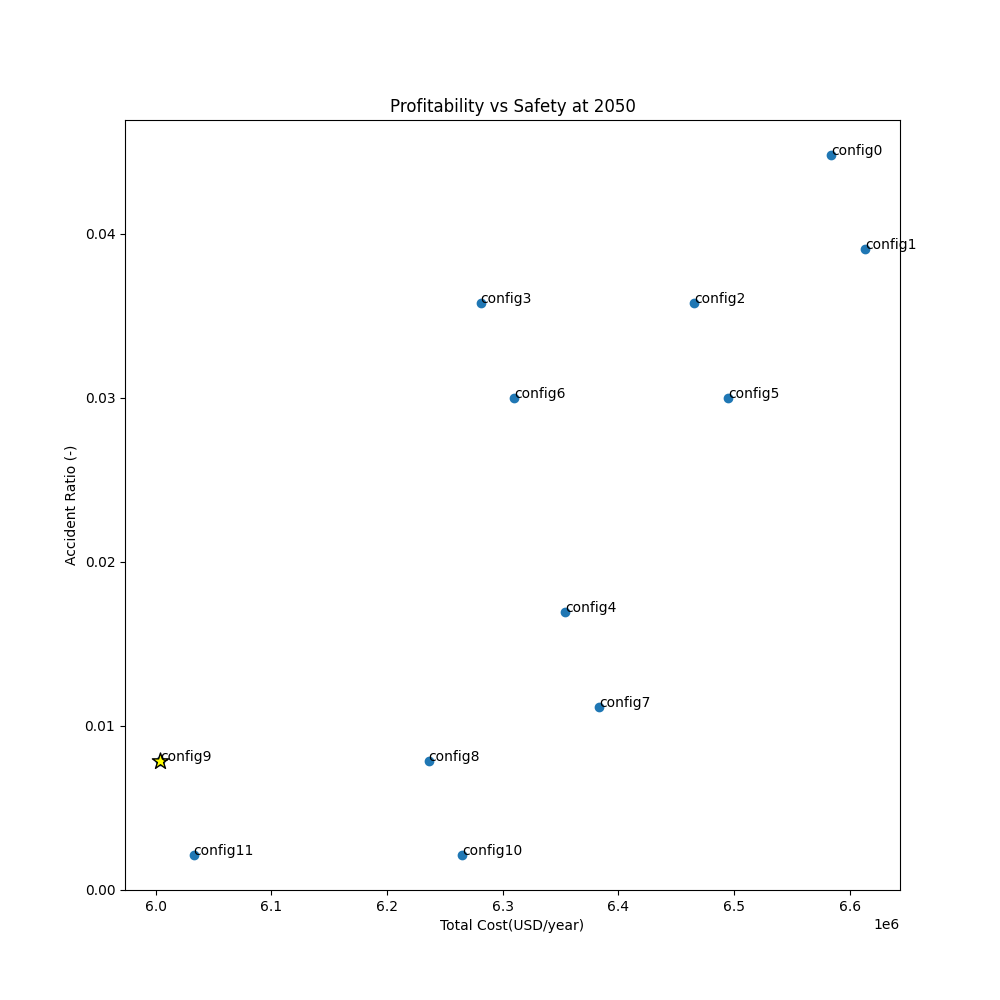 Profitability vs Safety at 2050
config0
config1
config3
config2
config6
config5
config4
config7
config9
config8
config11
config10
0.04
0.03
0.02
0.01
0.00
Accident Ratio (-)
6.0 6.1 6.2 6.3 6.4 6.5 6.6
1e6
Total Cost(USD/year)